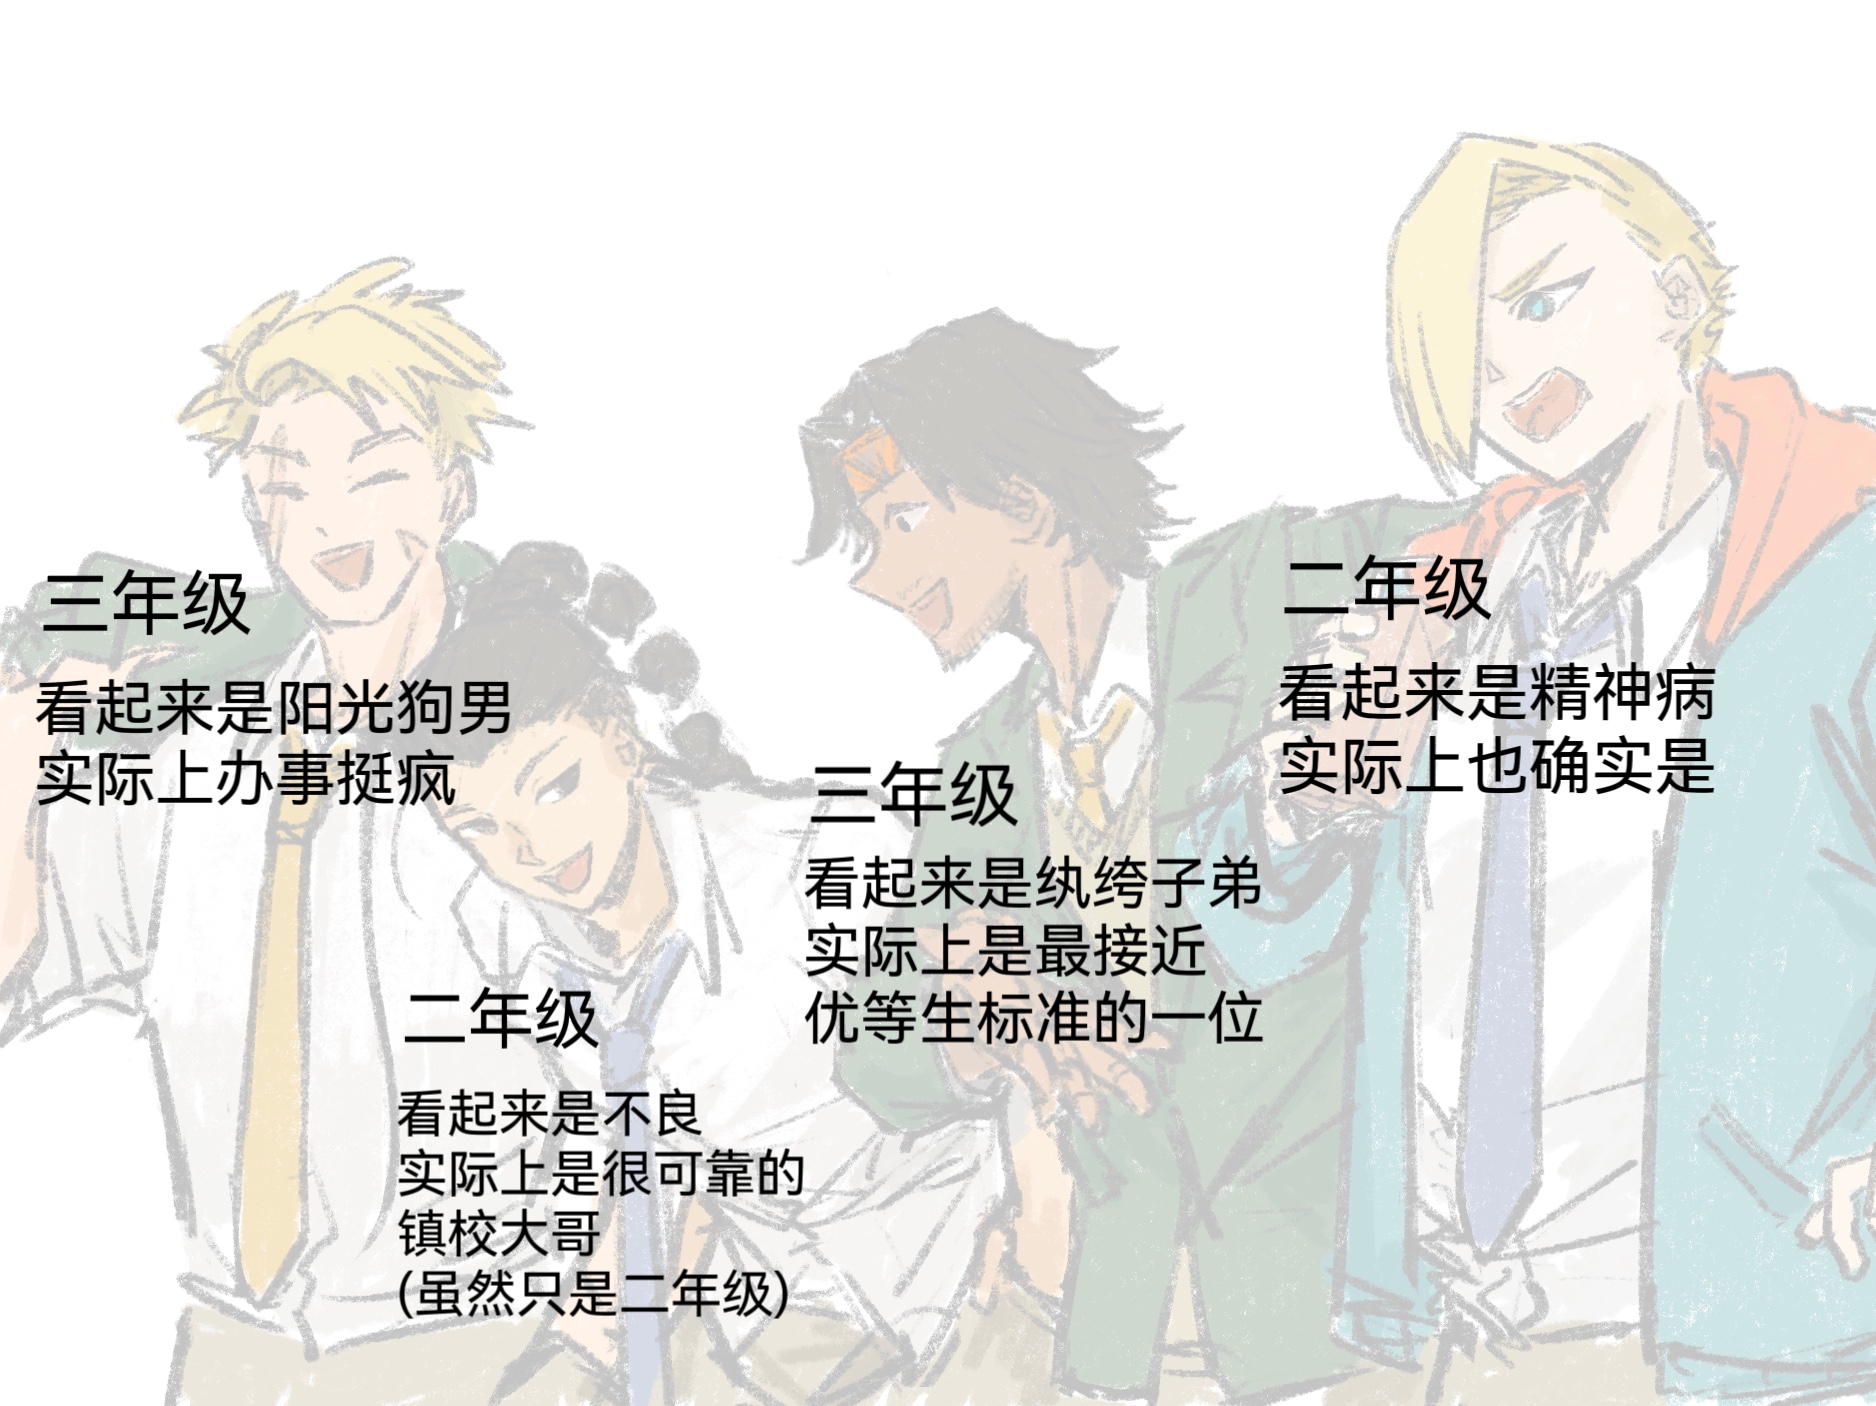 三年级
看起来是阳光狗男
实际上办事挺疯
二年级
看起来是不良
实际上是很可靠的
镇校大哥
(虽然只是二年级)
三年级
看起来是纨绔子弟
实际上是最接近
优等生标准的一位
二年级
看起来是精神病
实际上也确实是